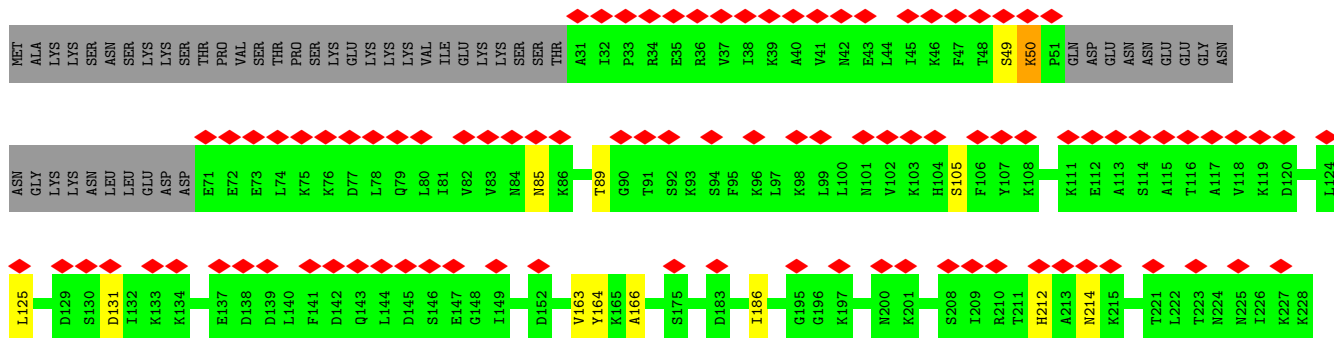 MET ALA LYS LYS SER ASN SER LYS LYS SER THR PRO VAL SER THR PRO SER LYS GLU LYS LYS LYS VAL ILE GLU LYS LYS SER SER THR A31 I32 P33 R34 E35 R36 V37 I38 K39 A40 V41 N42 E43 L44 I45 K46 F47 T48 S49 K50 P51 GLN ASP GLU ASN ASN GLU GLU GLY ASN
ASN GLY LYS LYS ASN LEU LEU GLU ASP ASP E71 E72 E73 L74 K75 K76 D77 L78 Q79 L80 I81 V82 V83 N84 N85 K86 T89 G90 T91 S92 K93 S94 F95 K96 L97 K98 L99 L100 N101 V102 K103 H104 S105 F106 Y107 K108 K111 E112 A113 S114 A115 T116 A117 V118 K119 D120 L124
L125 D129 S130 D131 I132 K133 K134 E137 D138 D139 L140 F141 D142 Q143 L144 D145 S146 E147 G148 I149 D152 V163 Y164 K165 A166 S175 D183 I186 G195 G196 K197 N200 K201 S208 I209 R210 T211 H212 A213 N214 K215 T221 L222 T223 N224 N225 I226 K227 K228